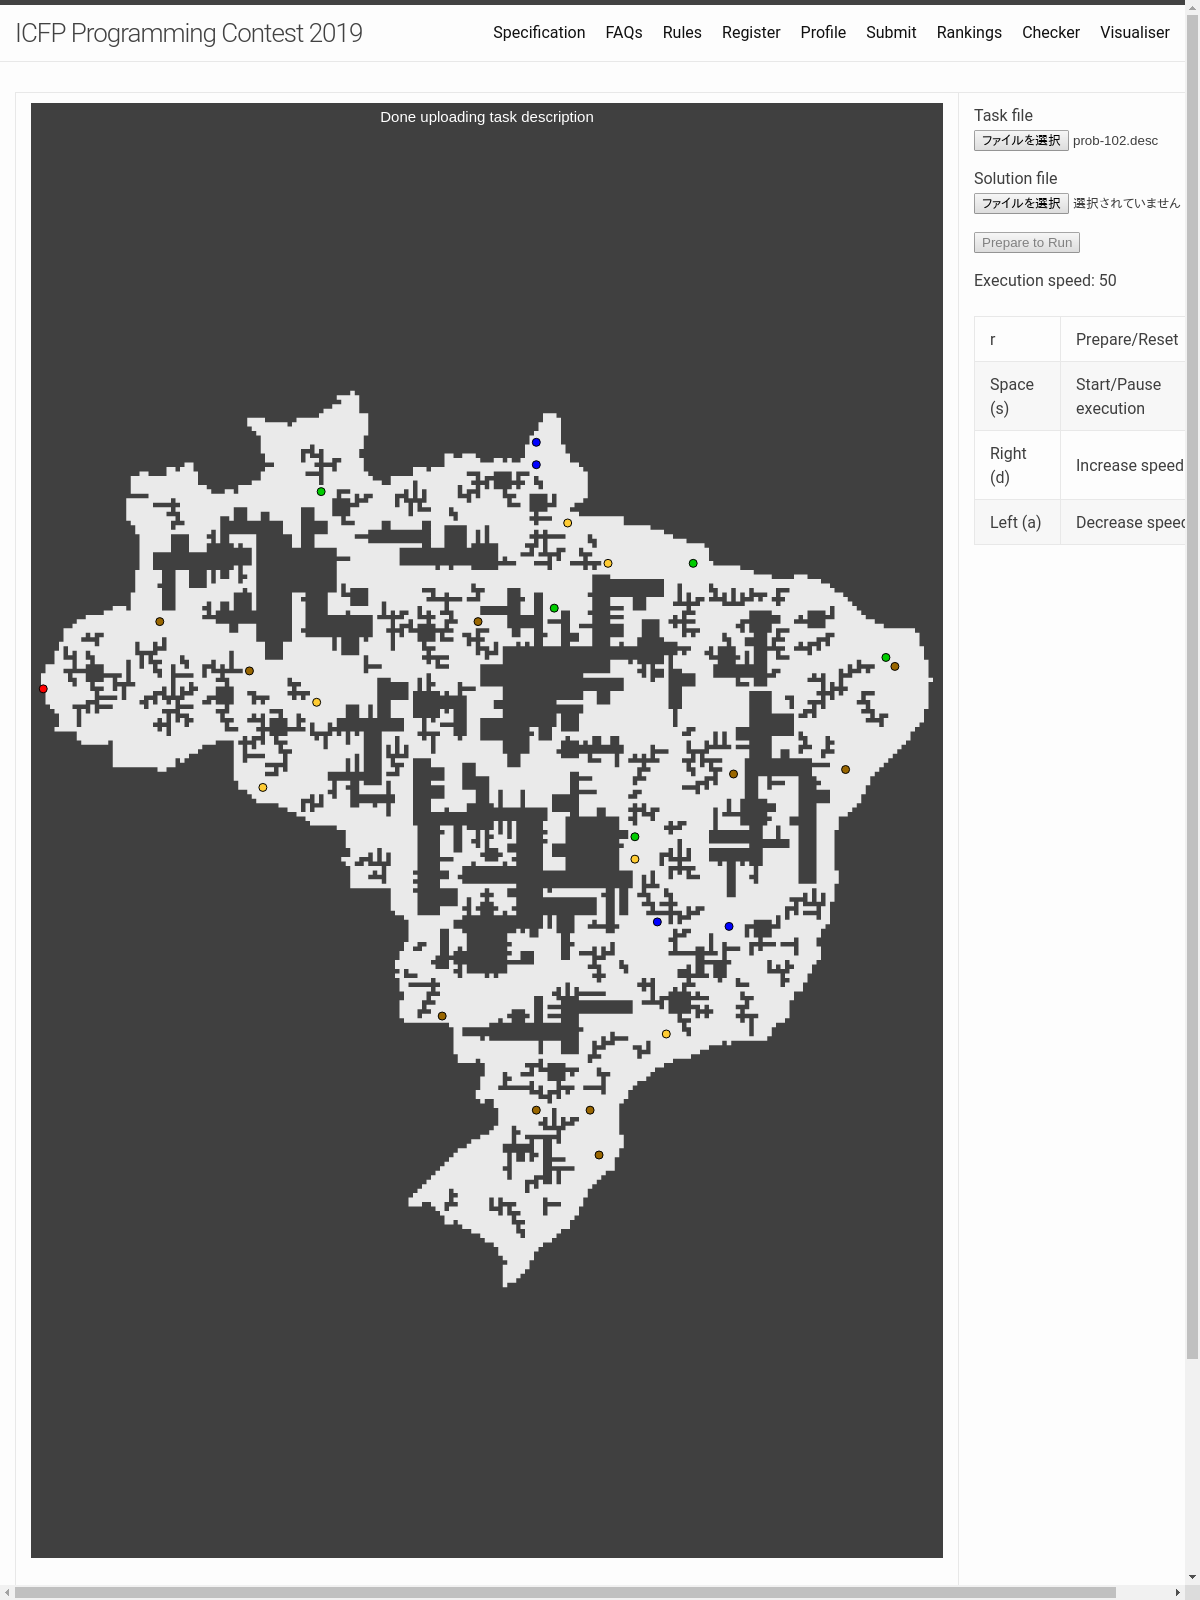 ICFP Programming Contest 2019
Specification FAQs Rules Register Profile Submit Rankings Checker Visualiser
Done uploading task description
Task file
ファイルを選択 prob-102.desc
Solution file
ファイルを選択 選択されていません
Prepare to Run
Execution speed: 50
r Prepare/Reset
Space (s) Start/Pause execution
Right (d) Increase speed
Left (a) Decrease speed